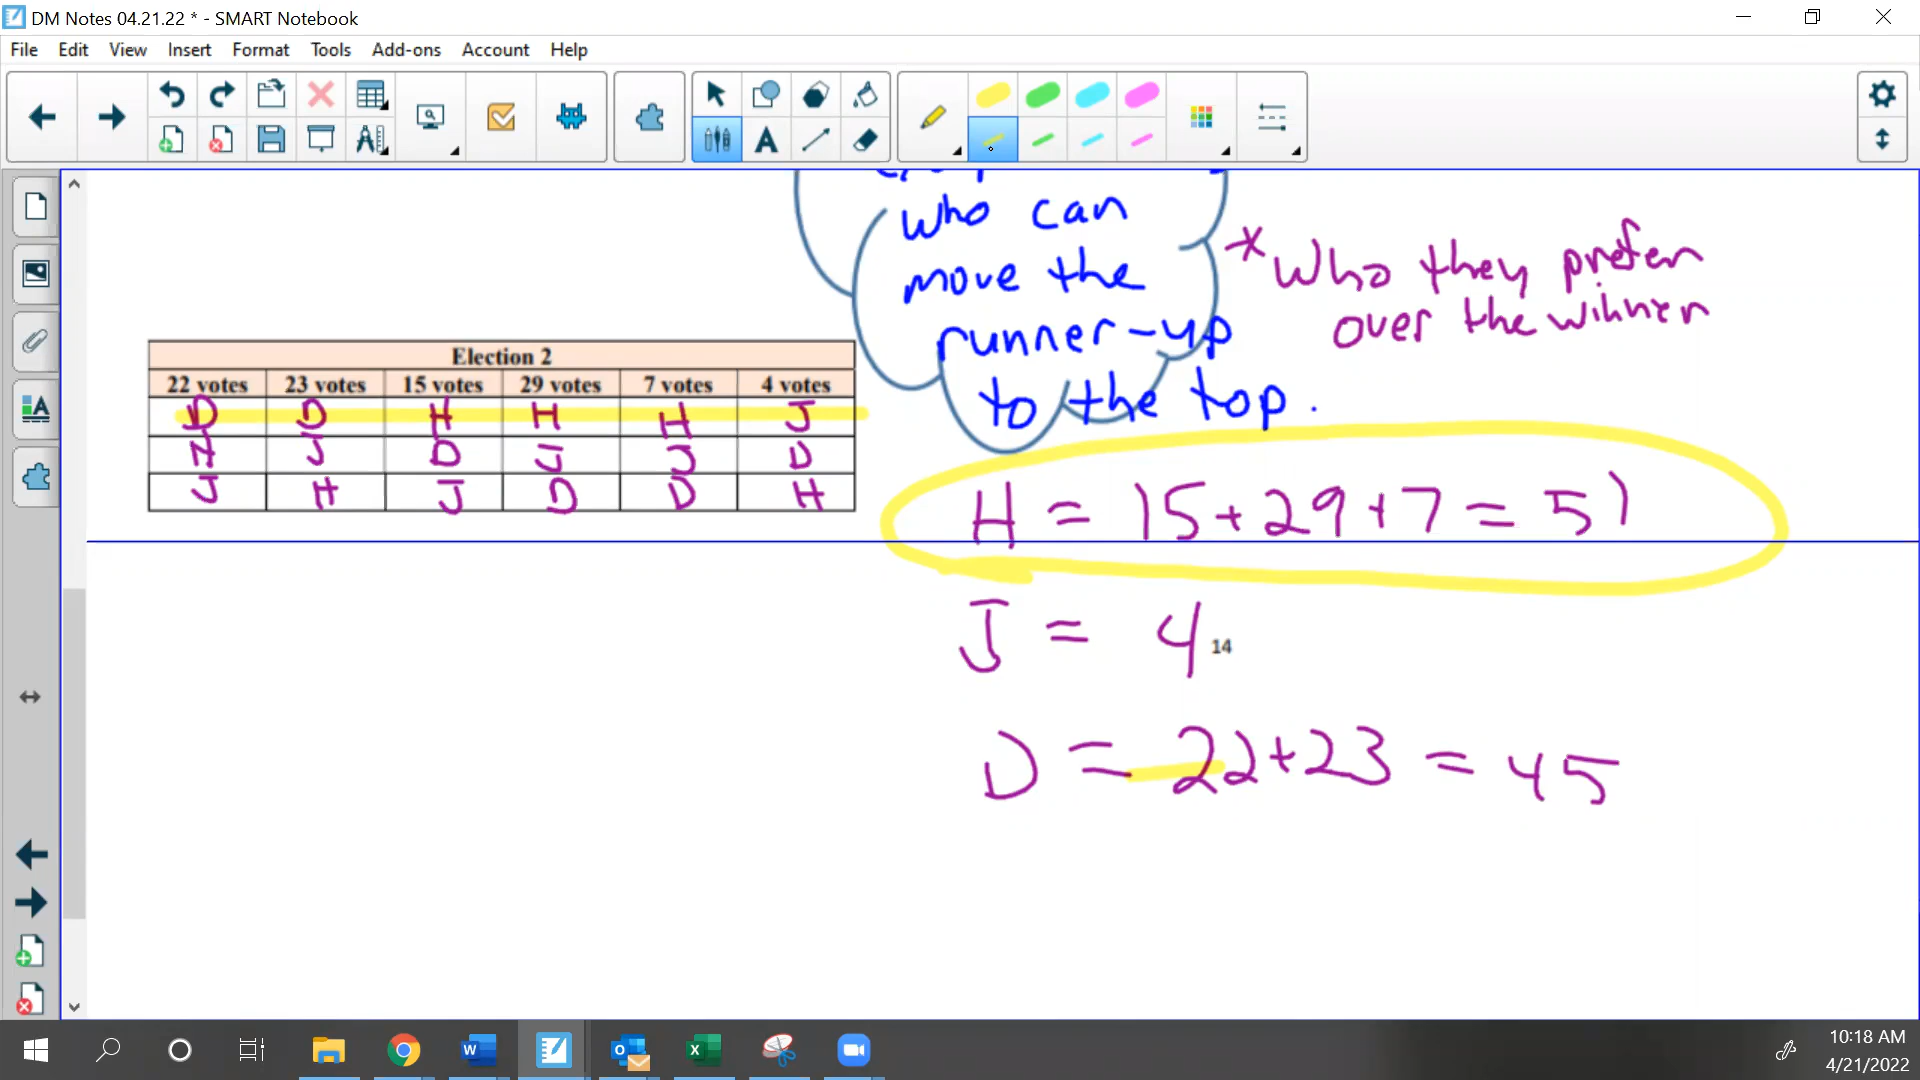 DM Notes 04.21.22 * - SMART Notebook
File Edit View Insert Format Tools Add-ons Account Help
who can
move the
runner-up
to the top.
* Who they prefer
over the winner
Election 2
22 votes 23 votes 15 votes 29 votes 7 votes 4 votes
D D H H H J
H J D J J D
J H J D D H
H = 15+29+7 = 51
J = 4
14
D = 22+23 = 45
10:18 AM
4/21/2022